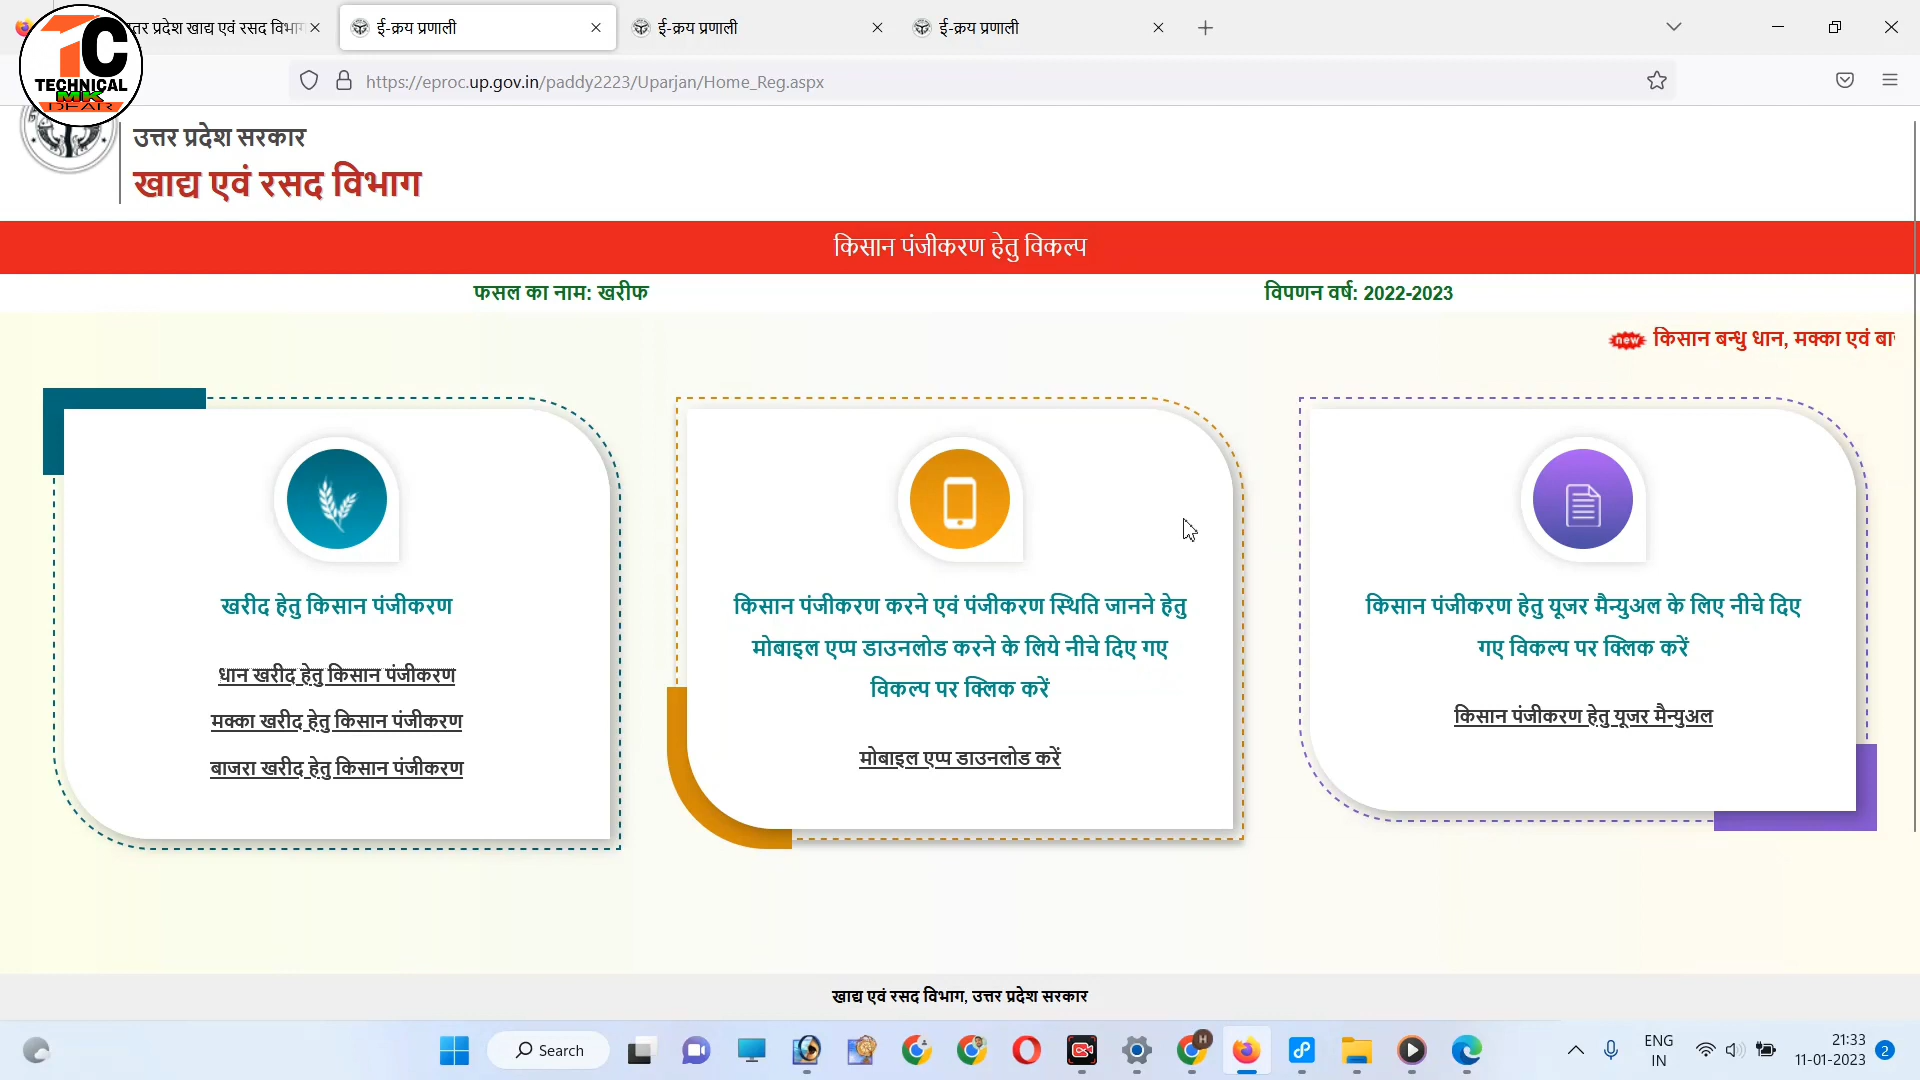 तर प्रदेश खाद्य एवं रसद विभाग
ई-क्रय प्रणाली
ई-क्रय प्रणाली
ई-क्रय प्रणाली
TC
TECHNICAL
MK
DEAR
https://eproc.up.gov.in/paddy2223/Uparjan/Home_Reg.aspx
उत्तर प्रदेश सरकार
खाद्य एवं रसद विभाग
किसान पंजीकरण हेतु विकल्प
फसल का नाम: खरीफ
विपणन वर्ष: 2022-2023
new किसान बन्धु धान, मक्का एवं
खरीद हेतु किसान पंजीकरण
धान खरीद हेतु किसान पंजीकरण
मक्का खरीद हेतु किसान पंजीकरण
बाजरा खरीद हेतु किसान पंजीकरण
किसान पंजीकरण करने एवं पंजीकरण स्थिति जानने हेतु
मोबाइल एप्प डाउनलोड करने के लिये नीचे दिए गए
विकल्प पर क्लिक करें
मोबाइल एप्प डाउनलोड करें
किसान पंजीकरण हेतु यूजर मैन्युअल के लिए नीचे दिए
गए विकल्प पर क्लिक करें
किसान पंजीकरण हेतु यूजर मैन्युअल
खाद्य एवं रसद विभाग, उत्तर प्रदेश सरकार
Search
H
ENG
IN
21:33
11-01-2023
2